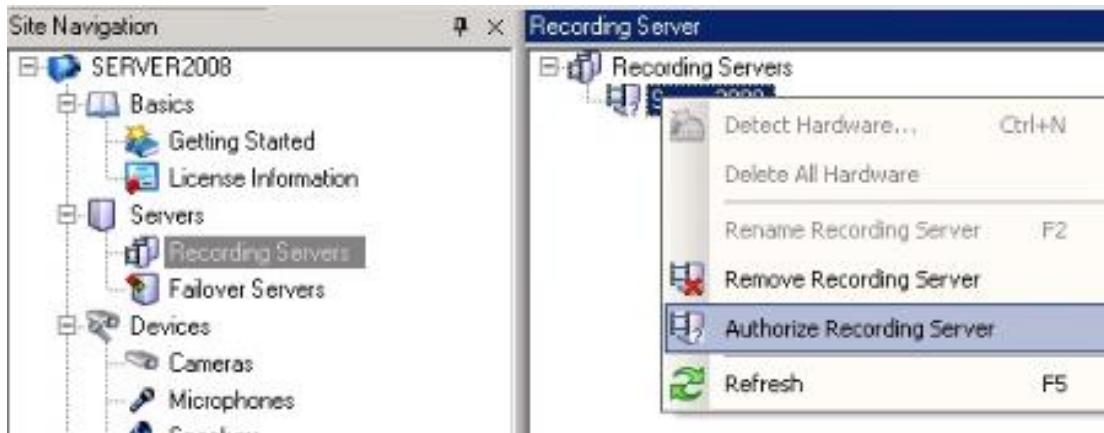 Site Navigation
SERVER2008
Basics
Getting Started
License Information
Servers
Recording Servers
Failover Servers
Devices
Cameras
Microphones
Recording Server
Recording Servers
Detect Hardware... Ctrl+N
Delete All Hardware
Rename Recording Server F2
Remove Recording Server
Authorize Recording Server
Refresh F5